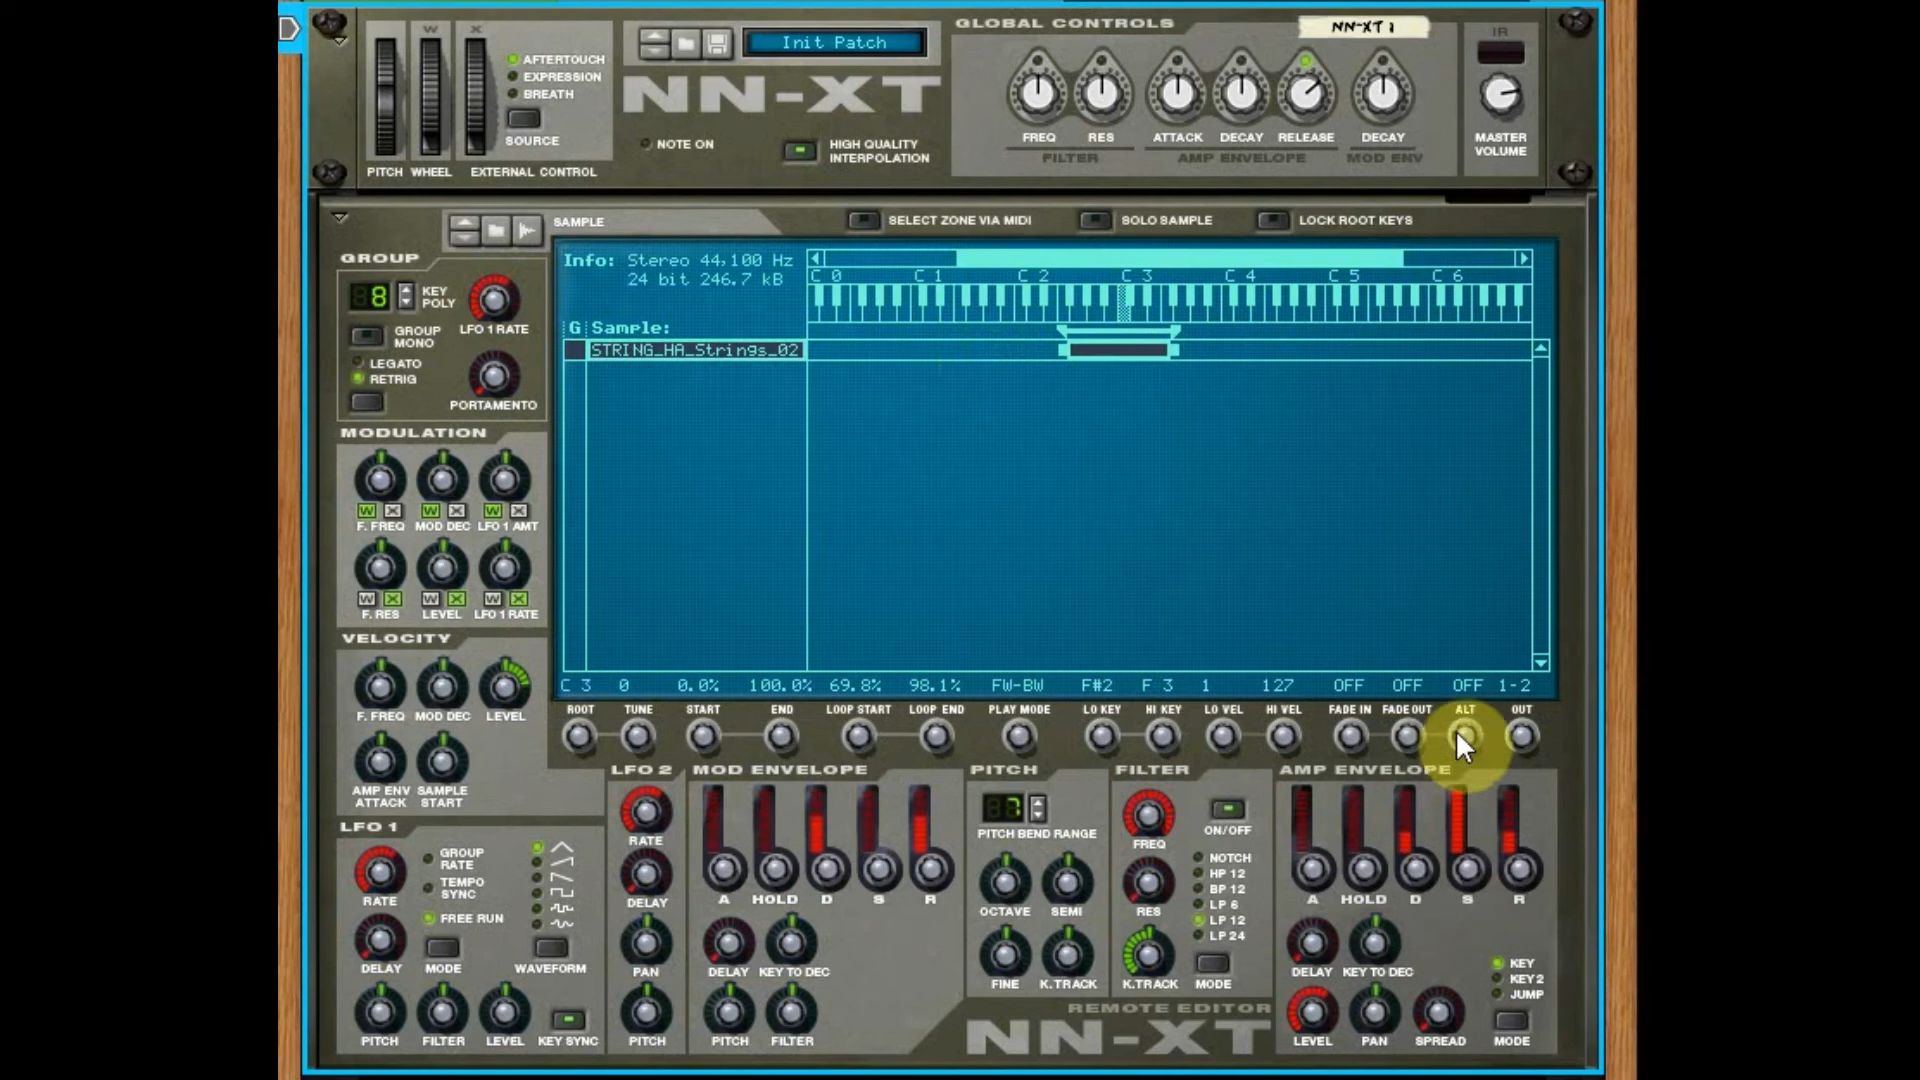 W X
AFTERTOUCH
EXPRESSION
BREATH
SOURCE
PITCH WHEEL EXTERNAL CONTROL
Init Patch
NN-XT
NOTE ON
HIGH QUALITY
INTERPOLATION
GLOBAL CONTROLS
NN-XT 1
FREQ RES ATTACK DECAY RELEASE DECAY
FILTER AMP ENVELOPE MOD ENV
IR
MASTER
VOLUME
SAMPLE
SELECT ZONE VIA MIDI SOLO SAMPLE LOCK ROOT KEYS
GROUP
8
KEY
POLY
LFO 1 RATE
GROUP
MONO
LEGATO
RETRIG
PORTAMENTO
Info: Stereo 44,100 Hz
24 bit 246.7 kB
C 0 C 1 C 2 C 3 C 4 C 5 C 6
G Sample:
STRING_HA_Strings_02
MODULATION
W X W X W X
F. FREQ MOD DEC LFO 1 AMT
W X W X W X
F. RES LEVEL LFO 1 RATE
VELOCITY
F. FREQ MOD DEC LEVEL
AMP ENV
ATTACK
SAMPLE
START
C 3 0 0.0% 100.0% 69.8% 98.1% FW-BW F#2 F 3 1 127 OFF OFF OFF 1-2
ROOT TUNE START END LOOP START LOOP END PLAY MODE LO KEY HI KEY LO VEL HI VEL FADE IN FADE OUT ALT OUT
LFO 1
GROUP
RATE
TEMPO
SYNC
FREE RUN
RATE
DELAY MODE WAVEFORM
PITCH FILTER LEVEL KEY SYNC
LFO 2
RATE
DELAY
PAN
PITCH
MOD ENVELOPE
A HOLD D S R
DELAY KEY TO DEC
PITCH FILTER
PITCH
7
PITCH BEND RANGE
OCTAVE SEMI
FINE K.TRACK
FILTER
FREQ
ON/OFF
RES
NOTCH
HP 12
BP 12
LP 6
LP 12
LP 24
K.TRACK MODE
AMP ENVELOPE
A HOLD D S R
DELAY KEY TO DEC
KEY
KEY 2
JUMP
LEVEL PAN SPREAD MODE
REMOTE EDITOR
NN-XT